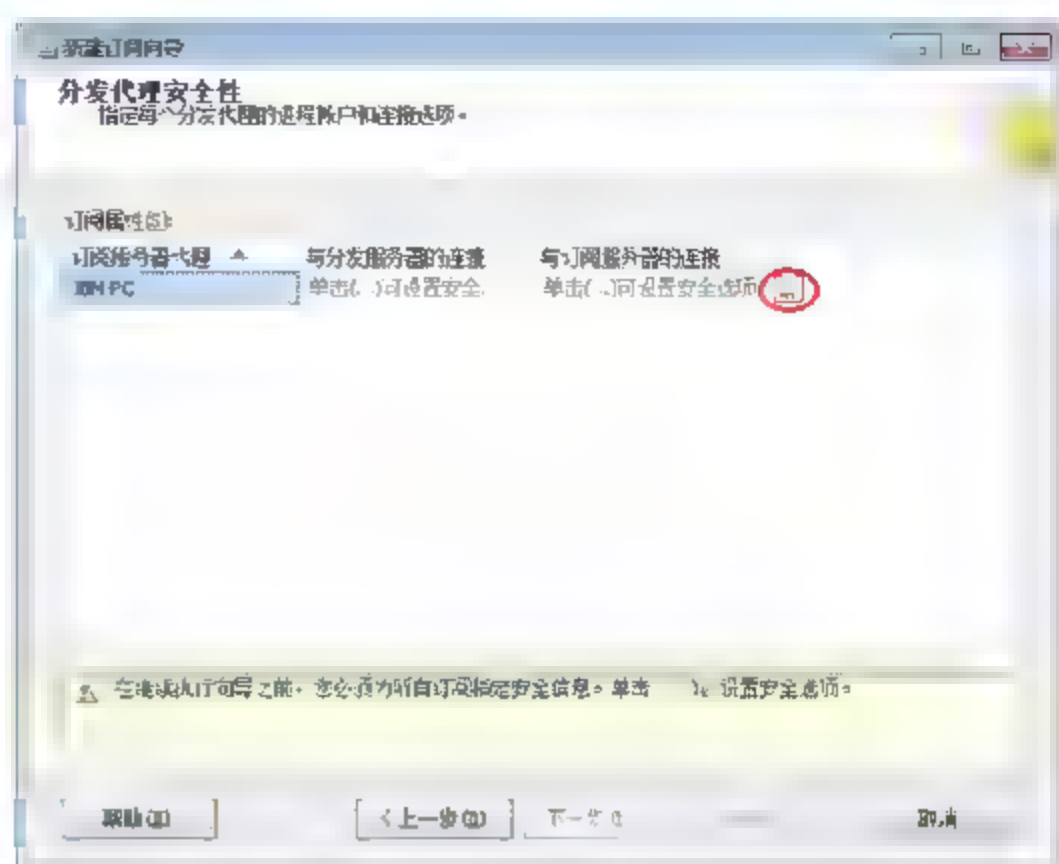 新建订阅向导
分发代理安全性
指定每个分发代理的进程帐户和连接选项。
订阅属性(S):
订阅服务器代理 与分发服务器的连接 与订阅服务器的连接
PC 单击(...)可设置安全. 单击(...)可设置安全选项 ...
在继续执行向导之前，您必须为所有订阅指定安全信息。单击 设置安全选项。
帮助(H) <上一步(B) 下一步(N 取消